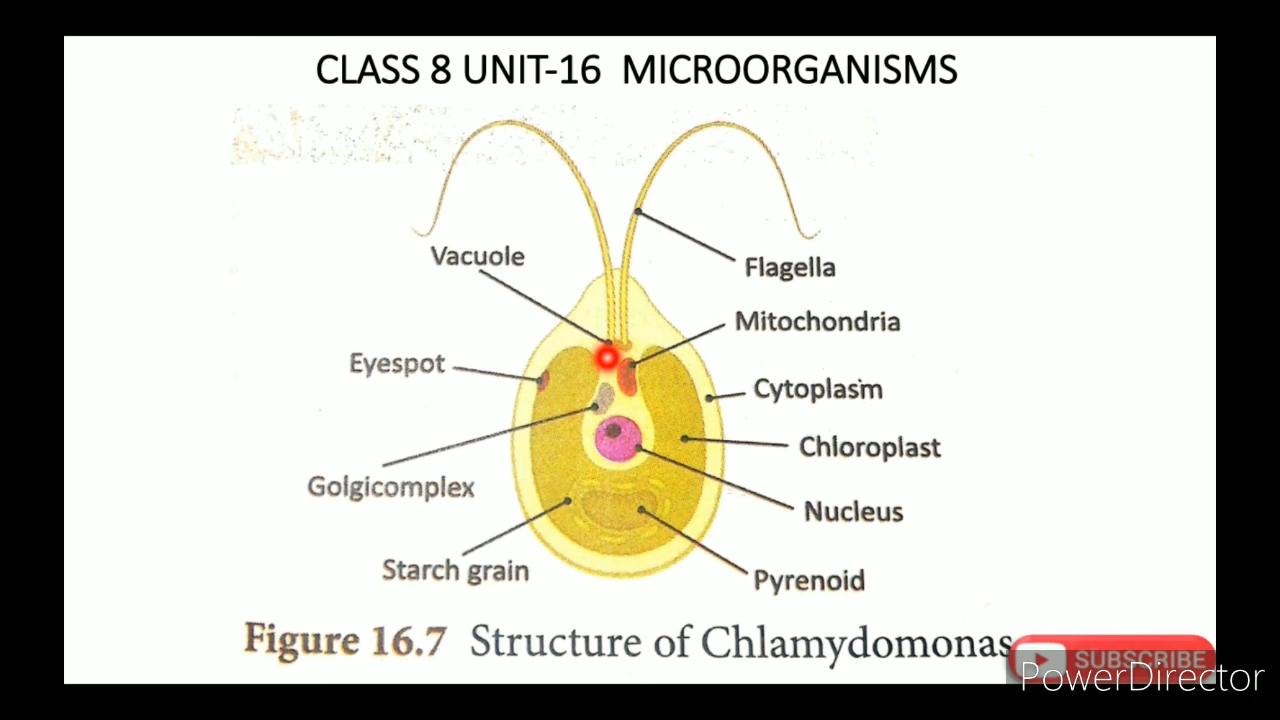 CLASS 8 UNIT-16 MICROORGANISMS
Vacuole
Flagella
Mitochondria
Eyespot
Cytoplasm
Chloroplast
Golgicomplex
Nucleus
Starch grain
Pyrenoid
Figure 16.7 Structure of Chlamydomonas
SUBSCRIBE
PowerDirector